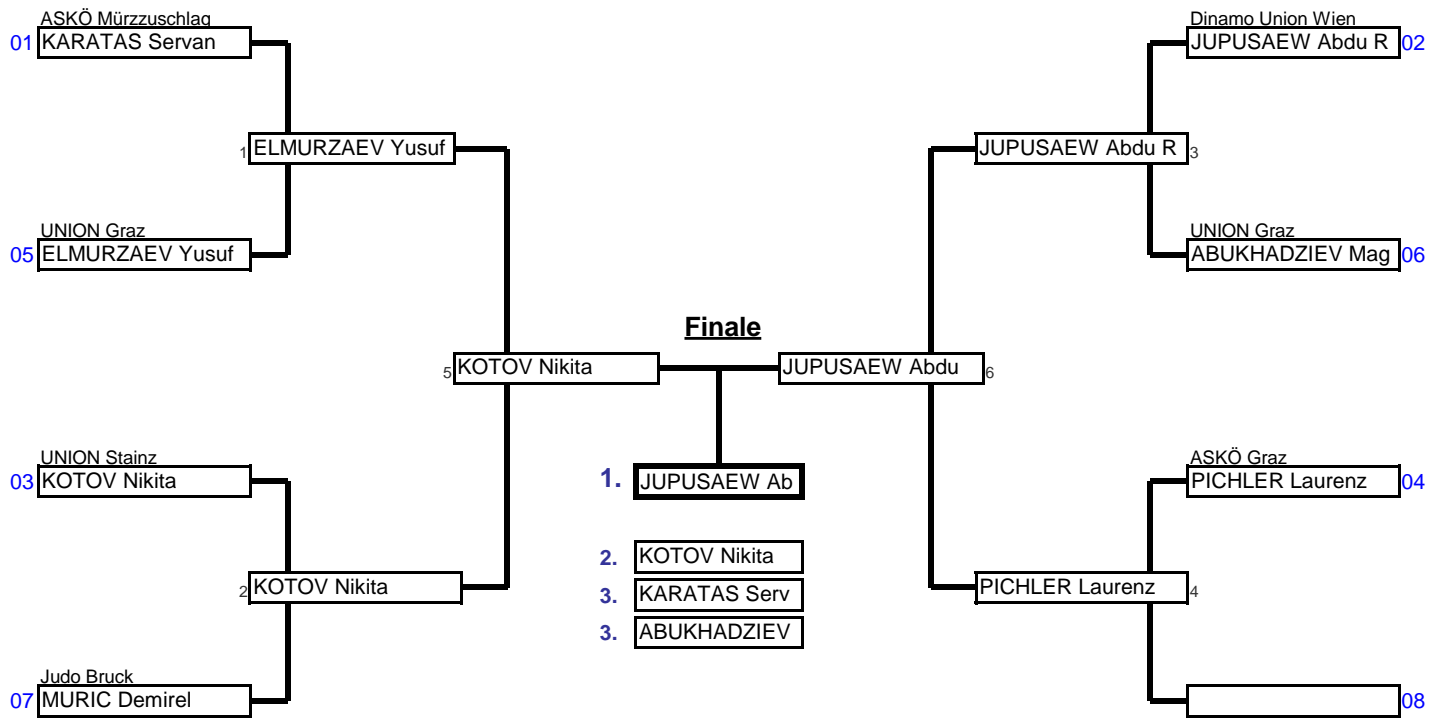 ASKÖ Mürzzuschlag
Dinamo Union Wien
01 KARATAS Servan
JUPUSAEW Abdu R 02
1 ELMURZAEV Yusuf
JUPUSAEW Abdu R 3
UNION Graz
UNION Graz
05 ELMURZAEV Yusuf
ABUKHADZIEV Mag 06
Finale
5 KOTOV Nikita
JUPUSAEW Abdu 6
UNION Stainz
ASKÖ Graz
03 KOTOV Nikita
1. JUPUSAEW Ab
PICHLER Laurenz 04
2. KOTOV Nikita
2 KOTOV Nikita
3. KARATAS Serv
PICHLER Laurenz 4
3. ABUKHADZIEV
Judo Bruck
07 MURIC Demirel
08